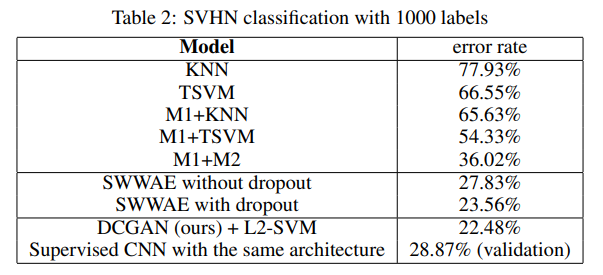 Table 2: SVHN classification with 1000 labels
Model error rate
KNN 77.93%
TSVM 66.55%
M1+KNN 65.63%
M1+TSVM 54.33%
M1+M2 36.02%
SWWAE without dropout 27.83%
SWWAE with dropout 23.56%
DCGAN (ours) + L2-SVM 22.48%
Supervised CNN with the same architecture 28.87% (validation)